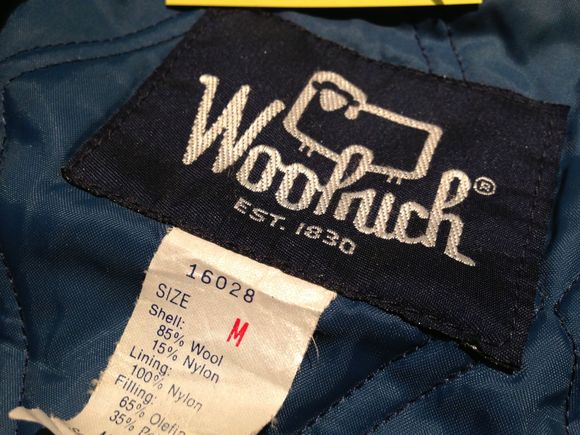 Woolrich®
EST. 1830
16028
SIZE
M
Shell:
85% Wool
15% Nylon
Lining:
100% Nylon
Filling:
65% Olefin
35%